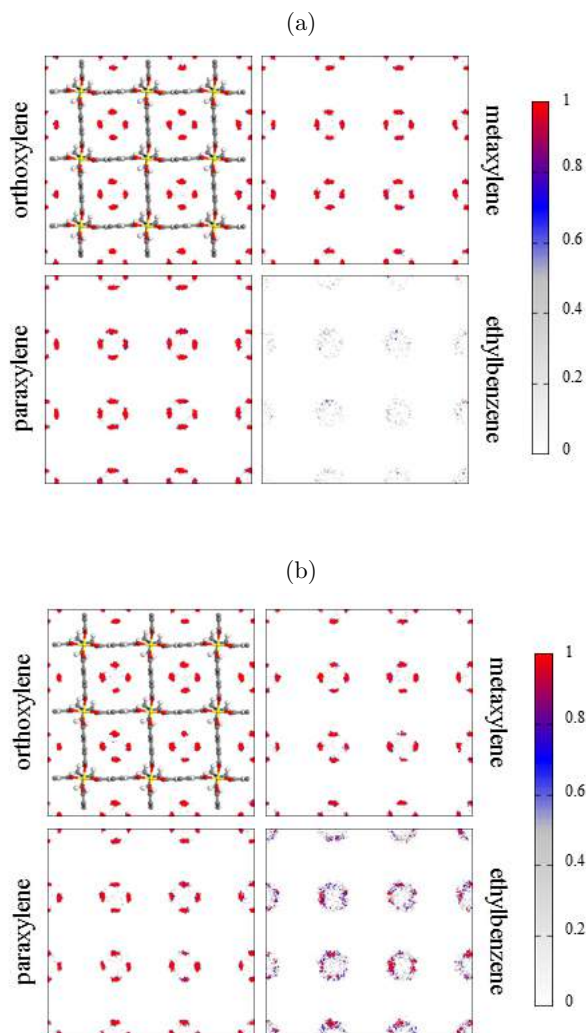 (a)
orthoxylene
metaxylene
paraxylene
ethylbenzene
1
0.8
0.6
0.4
0.2
0
(b)
orthoxylene
metaxylene
paraxylene
ethylbenzene
1
0.8
0.6
0.4
0.2
0